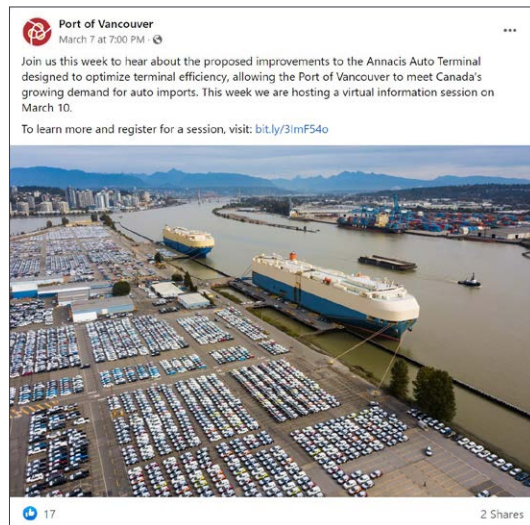 Port of Vancouver
March 7 at 7:00 PM ·
Join us this week to hear about the proposed improvements to the Annacis Auto Terminal
designed to optimize terminal efficiency, allowing the Port of Vancouver to meet Canada's
growing demand for auto imports. This week we are hosting a virtual information session on
March 10.
To learn more and register for a session, visit: bit.ly/3ImF54o
17
2 Shares